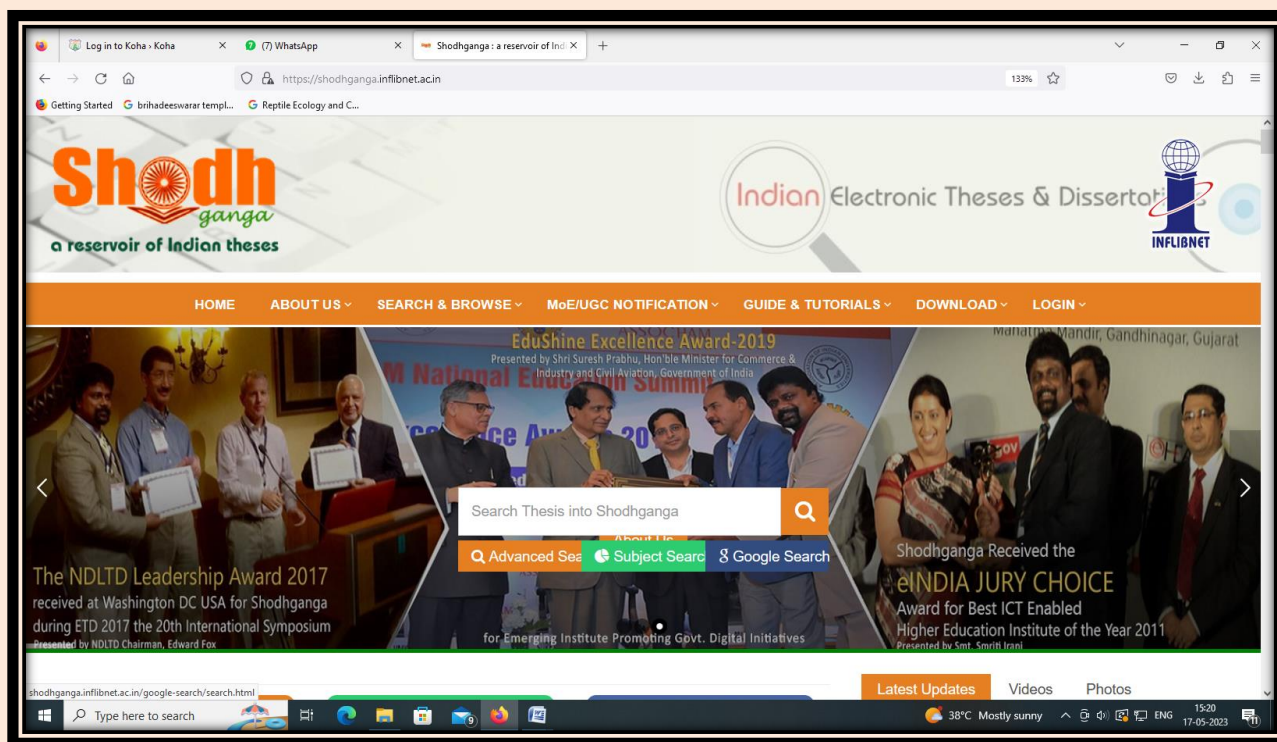 Log in to Koha › Koha
(7) WhatsApp
Shodhganga : a reservoir of Ind
https://shodhganga.inflibnet.ac.in
133%
Getting Started
brihadeeswarar templ...
Reptile Ecology and C...
Shodh
ganga
a reservoir of Indian theses
Indian Electronic Theses & Dissertat
INFLIBNET
HOME ABOUT US SEARCH & BROWSE MoE/UGC NOTIFICATION GUIDE & TUTORIALS DOWNLOAD LOGIN
EduShine Excellence Award-2019
Presented by Shri Suresh Prabhu, Hon'ble Minister for Commerce &
Industry and Civil Aviation, Government of India
M National Education Summit
Mahatma Mandir, Gandhinagar, Gujarat
Search Thesis into Shodhganga
About Us
Advanced Sea
Subject Searc
Google Search
The NDLTD Leadership Award 2017
received at Washington DC USA for Shodhganga
during ETD 2017 the 20th International Symposium
Presented by NDLTD Chairman, Edward Fox
for Emerging Institute Promoting Govt. Digital Initiatives
Shodhganga Received the
eINDIA JURY CHOICE
Award for Best ICT Enabled
Higher Education Institute of the Year 2011
Presented by Smt. Smriti Irani
shodhganga.inflibnet.ac.in/google-search/search.html
Latest Updates Videos Photos
Type here to search
9
38°C Mostly sunny
ENG
15:20
17-05-2023
11